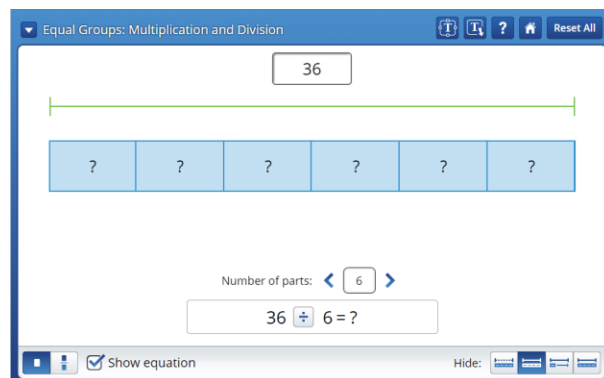 Equal Groups: Multiplication and Division
T T ? Reset All
36
? ? ? ? ? ?
Number of parts: 6
36 ÷ 6 = ?
Show equation Hide: